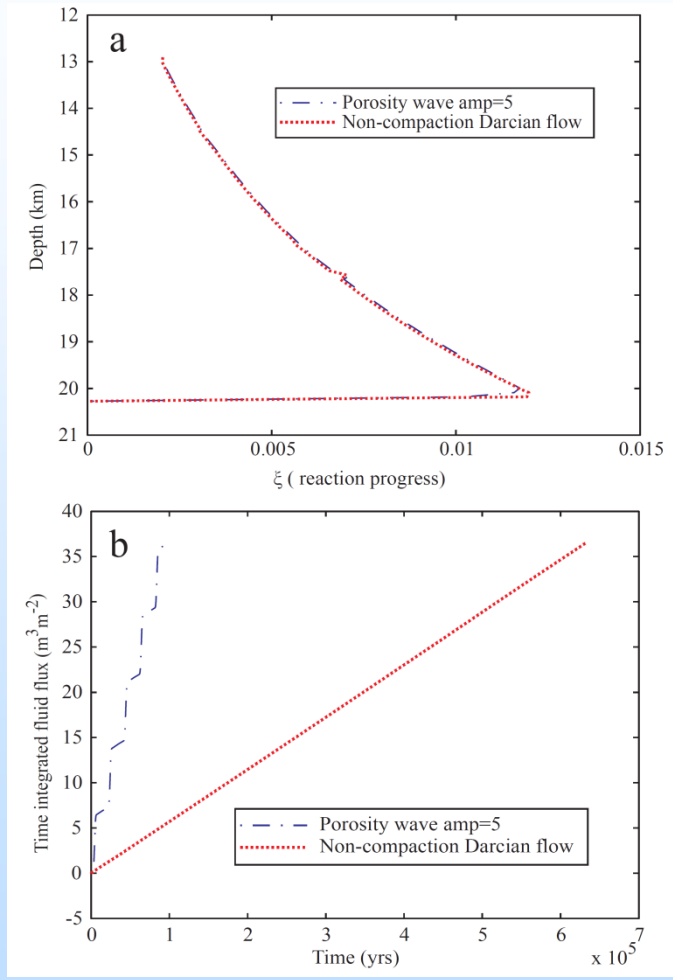 12
a
13
Porosity wave amp=5
14
Non-compaction Darcian flow
15
16
Depth (km)
17
18
19
20
21
0
0.005
0.01
0.015
ξ ( reaction progress)
40
b
35
30
25
20
15
10
5
0
-5
Time integrated fluid flux (m³ m⁻²)
Porosity wave amp=5
Non-compaction Darcian flow
0
1
2
3
4
5
6
7
Time (yrs)
x 10⁵